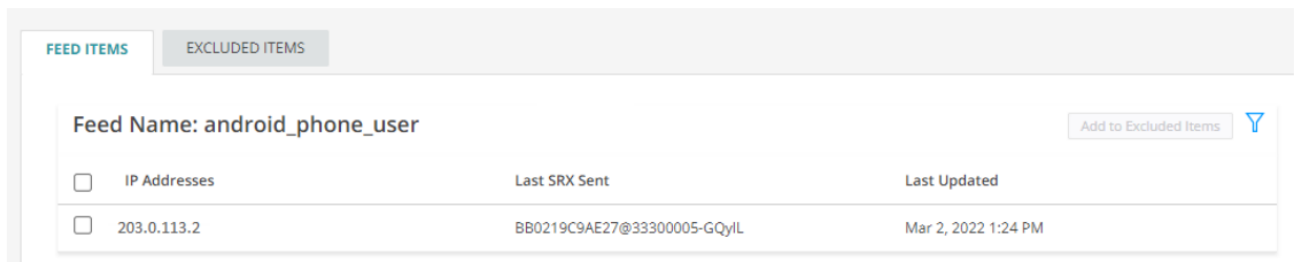 FEED ITEMS EXCLUDED ITEMS
Feed Name: android_phone_user Add to Excluded Items
IP Addresses Last SRX Sent Last Updated
203.0.113.2 BB0219C9AE27@33300005-GQylL Mar 2, 2022 1:24 PM